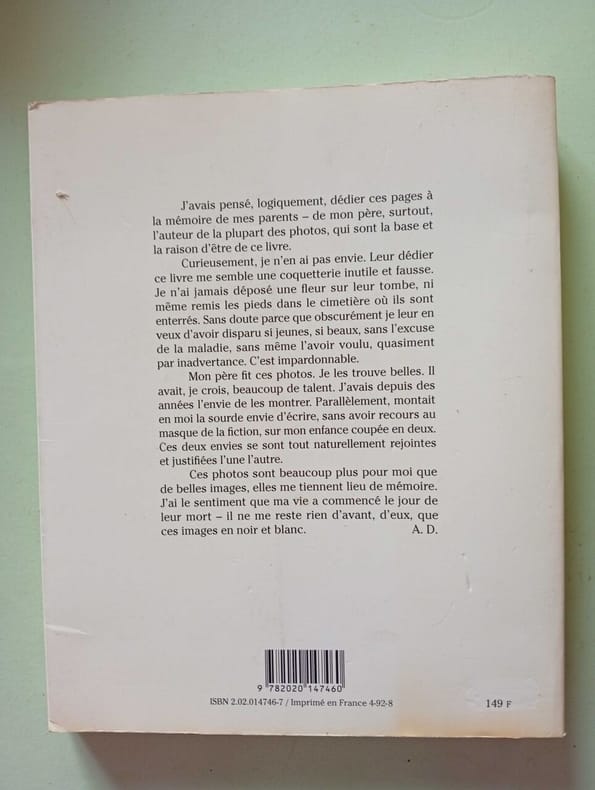 J'avais pensé, logiquement, dédier ces pages à
la mémoire de mes parents – de mon père, surtout,
l'auteur de la plupart des photos, qui sont la base et
la raison d'être de ce livre.
Curieusement, je n'en ai pas envie. Leur dédier
ce livre me semble une coquetterie inutile et fausse.
Je n'ai jamais déposé une fleur sur leur tombe, ni
même remis les pieds dans le cimetière où ils sont
enterrés. Sans doute parce que obscurément je leur en
veux d'avoir disparu si jeunes, si beaux, sans l'excuse
de la maladie, sans même l'avoir voulu, quasiment
par inadvertance. C'est impardonnable.
Mon père fit ces photos. Je les trouve belles. Il
avait, je crois, beaucoup de talent. J'avais depuis des
années l'envie de les montrer. Parallèlement, montait
en moi la sourde envie d'écrire, sans avoir recours au
masque de la fiction, sur mon enfance coupée en deux.
Ces deux envies se sont tout naturellement rejointes
et justifiées l'une l'autre.
Ces photos sont beaucoup plus pour moi que
de belles images, elles me tiennent lieu de mémoire.
J'ai le sentiment que ma vie a commencé le jour de
leur mort – il ne me reste rien d'avant, d'eux, que
ces images en noir et blanc. A. D.
9 782020 147460
ISBN 2.02.014746-7 / Imprimé en France 4-92-8
149 F